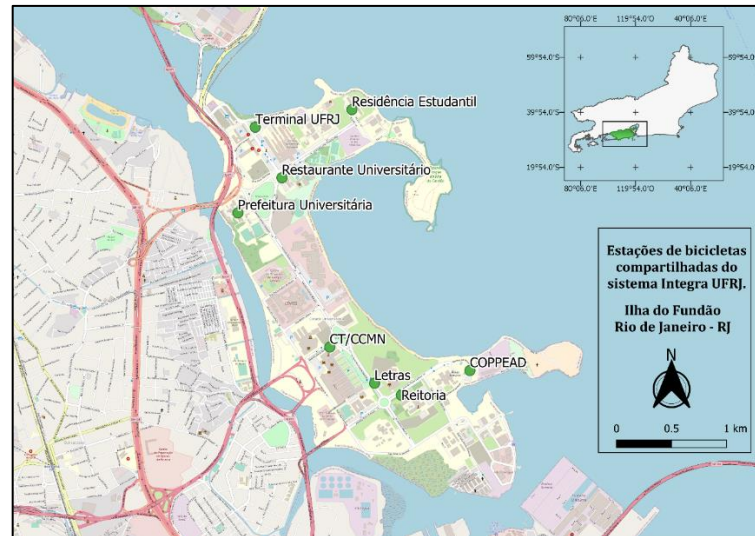 Residência Estudantil
Terminal UFRJ
Restaurante Universitário
Prefeitura Universitária
CT/CCMN
COPPEAD
Letras
Reitoria
80°06.0'E 119°54.0'O 40°06.0'E
59°54.0'S 59°54.0'S
39°54.0'S 39°54.0'S
19°54.0'S 19°54.0'S
80°06.0'E 119°54.0'O 40°06.0'E
Estações de bicicletas
compartilhadas do
sistema Integra UFRJ.
Ilha do Fundão
Rio de Janeiro - RJ
N
0 0.5 1 km